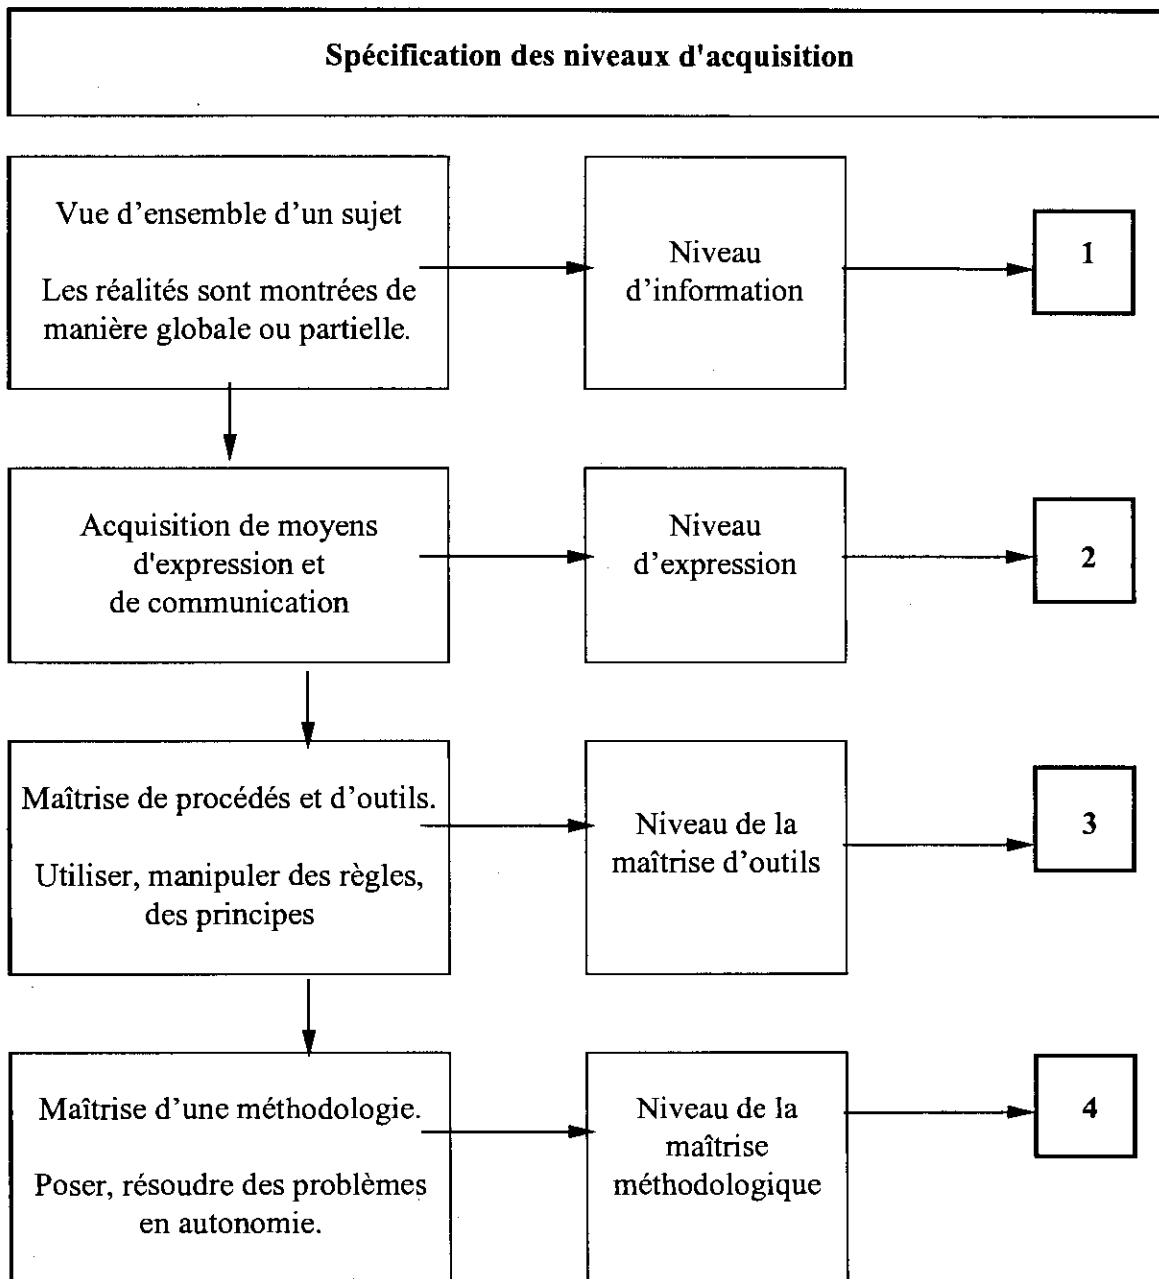 Spécification des niveaux d'acquisition
Vue d’ensemble d’un sujet
Les réalités sont montrées de
manière globale ou partielle.
Niveau
d’information
1
Acquisition de moyens
d'expression et
de communication
Niveau
d’expression
2
Maîtrise de procédés et d’outils.
Utiliser, manipuler des règles,
des principes
Niveau de la
maîtrise d’outils
3
Maîtrise d’une méthodologie.
Poser, résoudre des problèmes
en autonomie.
Niveau de la
maîtrise
méthodologique
4